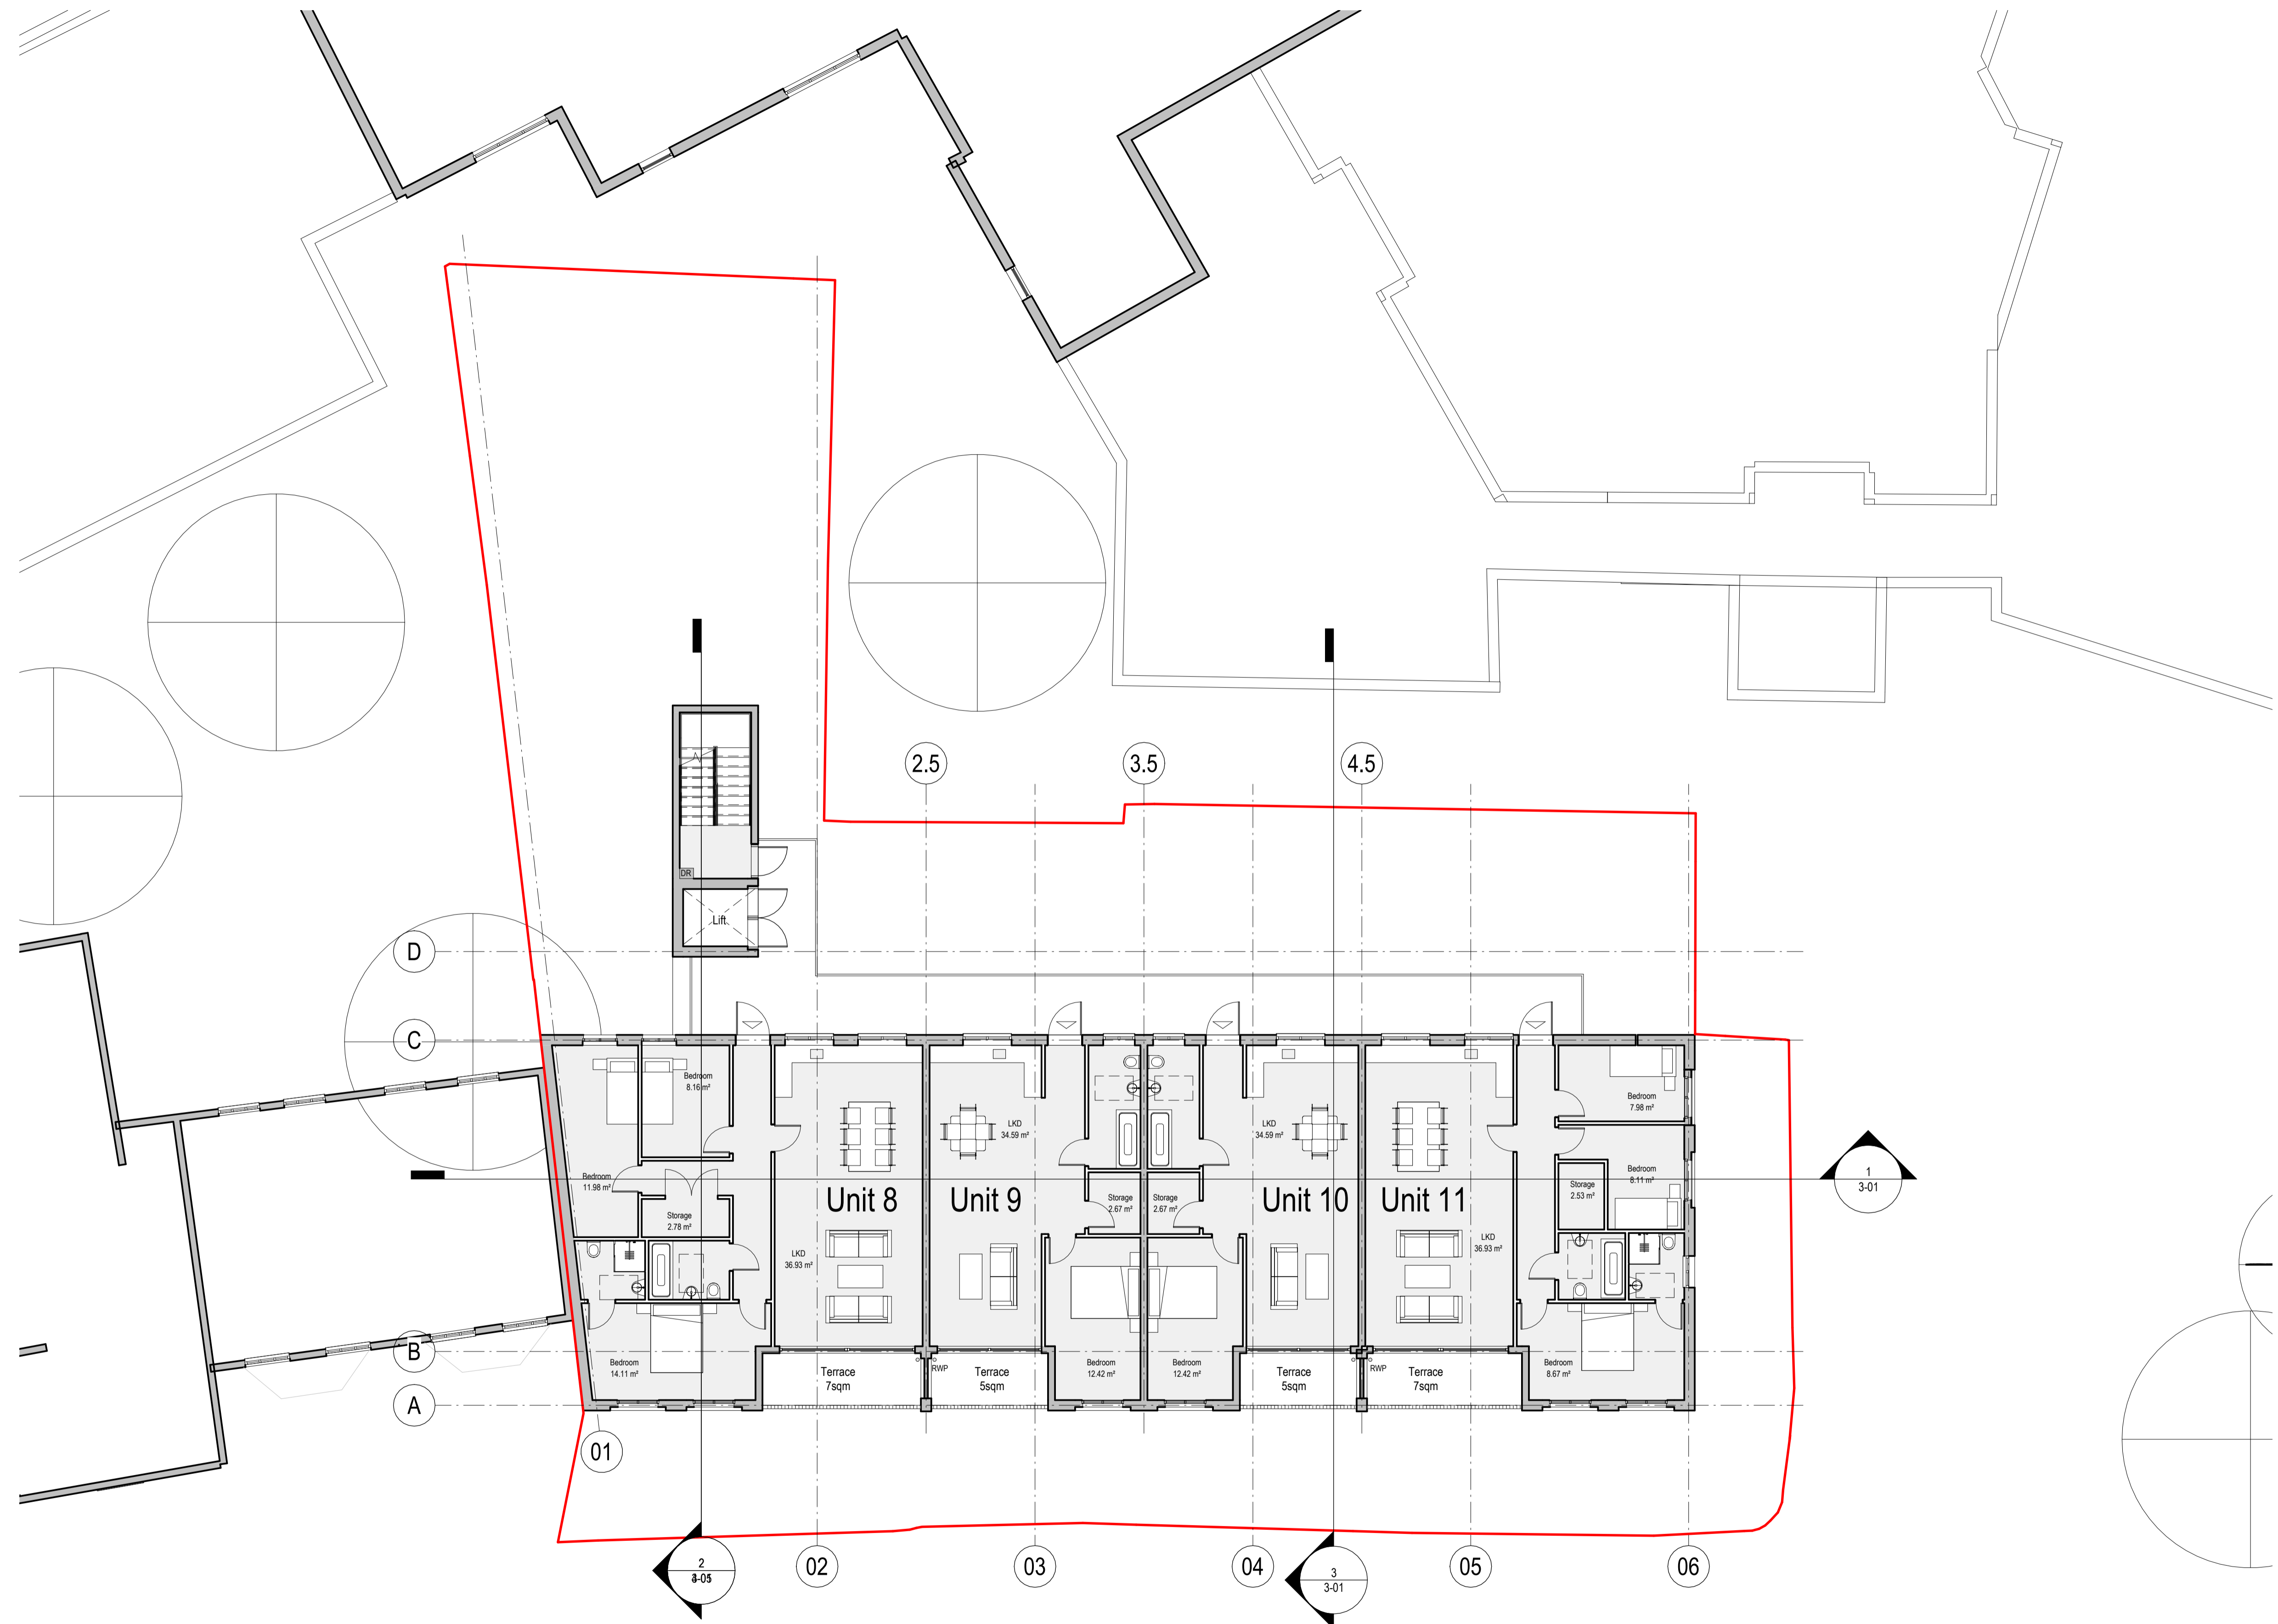 2.5
3.5
4.5
DR
Lift
D
C
B
A
Bedroom
8.16 m²
Bedroom
11.98 m²
Storage
2.78 m²
Bedroom
14.11 m²
LKD
36.93 m²
Unit 8
Terrace
7sqm
RWP
Unit 9
LKD
34.59 m²
Storage
2.67 m²
Terrace
5sqm
Bedroom
12.42 m²
Storage
2.67 m²
Bedroom
12.42 m²
LKD
34.59 m²
Unit 10
Terrace
5sqm
RWP
Unit 11
LKD
36.93 m²
Terrace
7sqm
Bedroom
7.98 m²
Bedroom
8.11 m²
Storage
2.53 m²
Bedroom
8.67 m²
1
3-01
01
2
02
03
04
3
3-01
05
06